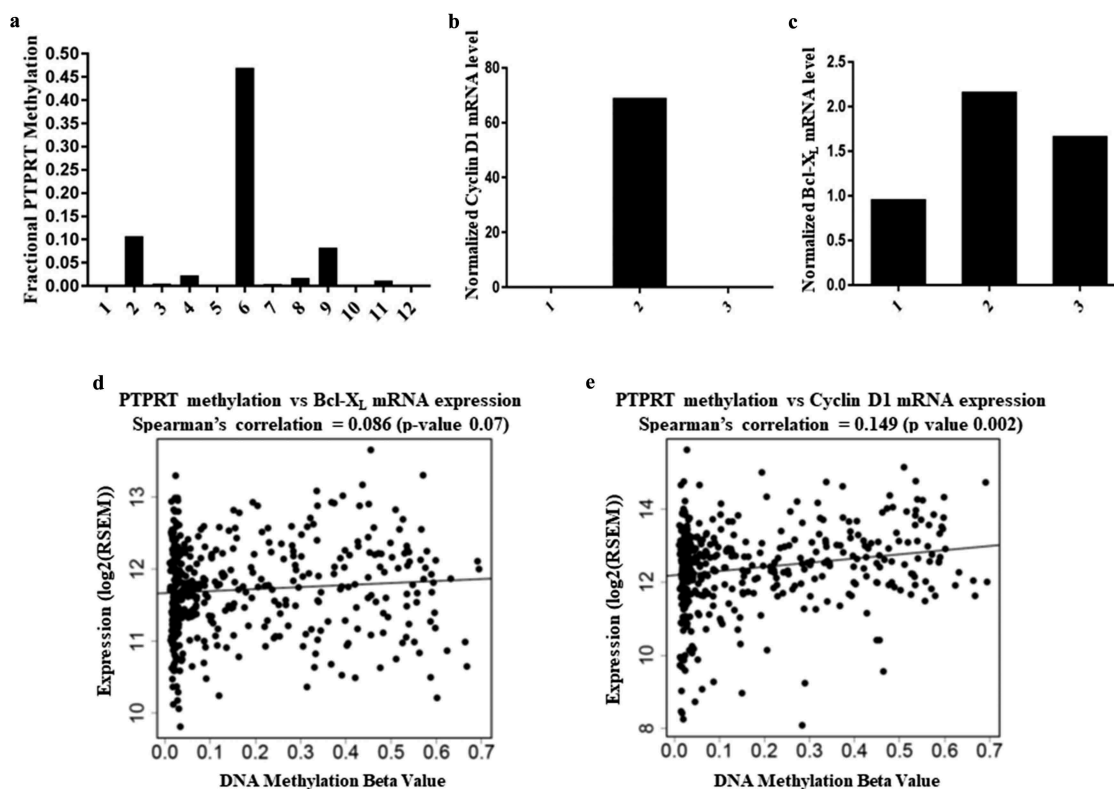 a
Fractional PTPRT Methylation
0.50
0.45
0.40
0.35
0.30
0.25
0.20
0.15
0.10
0.05
0.00
1 2 3 4 5 6 7 8 9 10 11 12
b
Normalized Cyclin D1 mRNA level
80
60
40
20
0
1 2 3
c
Normalized Bcl-XL mRNA level
2.5
2.0
1.5
1.0
0.5
0.0
1 2 3
d
PTPRT methylation vs Bcl-XL mRNA expression
Spearman's correlation = 0.086 (p-value 0.07)
Expression (log2(RSEM))
13
12
11
10
0.0 0.1 0.2 0.3 0.4 0.5 0.6 0.7
DNA Methylation Beta Value
e
PTPRT methylation vs Cyclin D1 mRNA expression
Spearman's correlation = 0.149 (p value 0.002)
Expression (log2(RSEM))
14
12
10
8
0.0 0.1 0.2 0.3 0.4 0.5 0.6 0.7
DNA Methylation Beta Value